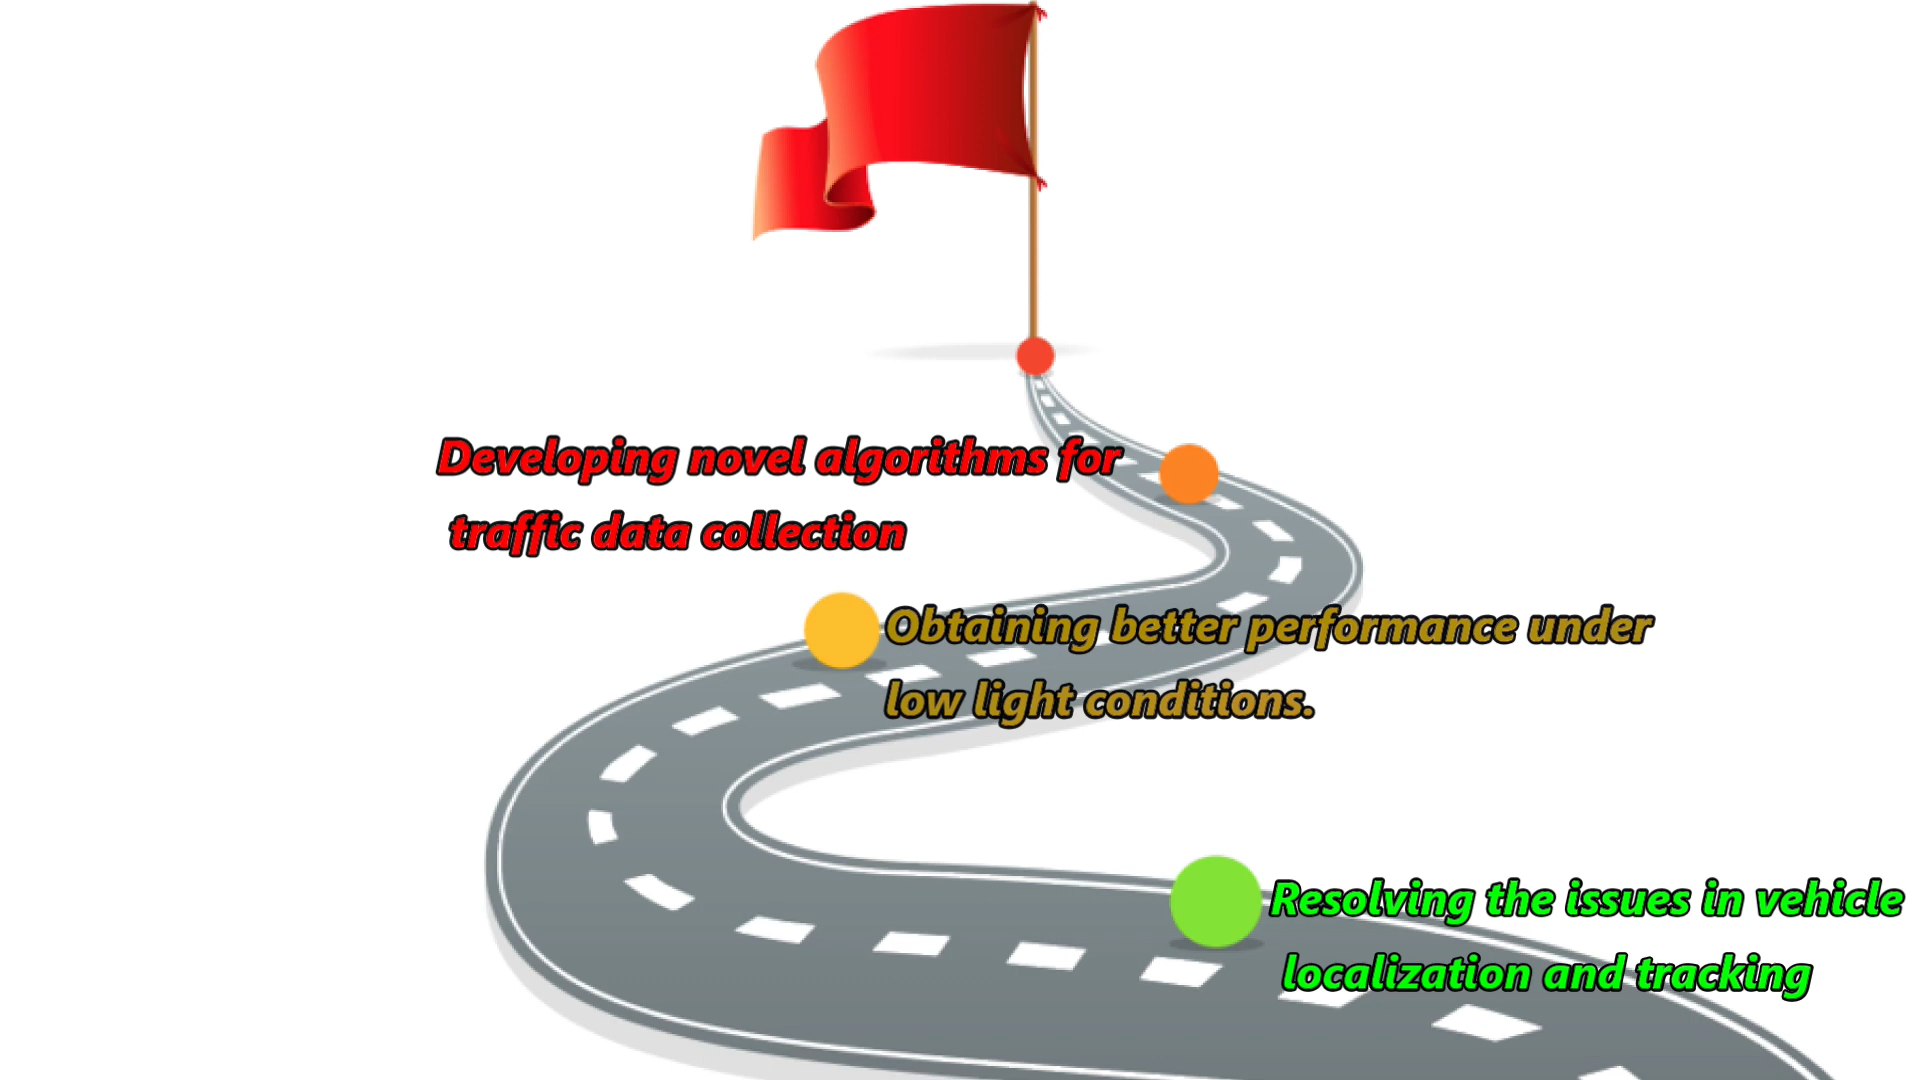 Developing novel algorithms for
traffic data collection
Obtaining better performance under
low light conditions.
Resolving the issues in vehicle
localization and tracking